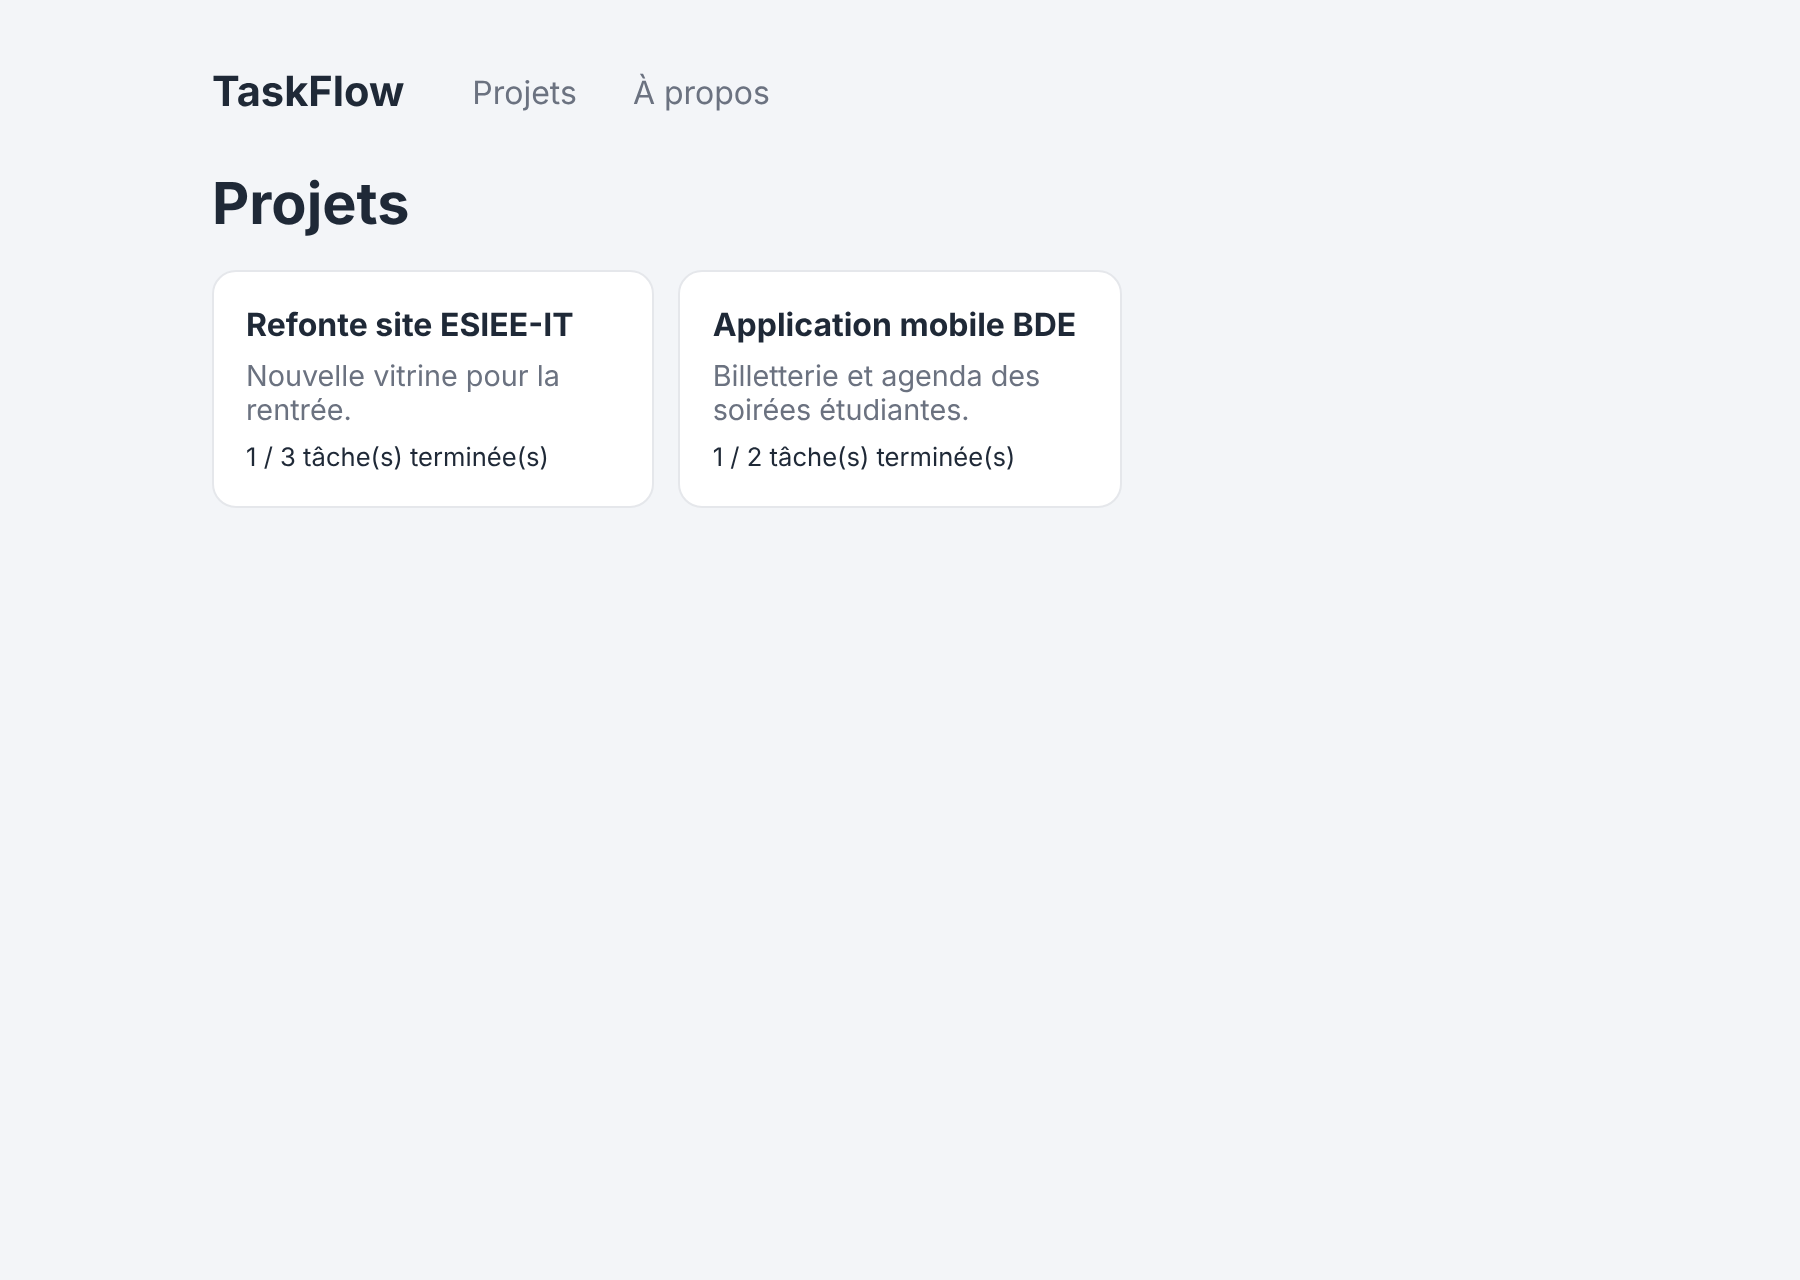 TaskFlow Projets À propos
Projets
Refonte site ESIEE-IT
Nouvelle vitrine pour la
rentrée.
1 / 3 tâche(s) terminée(s)
Application mobile BDE
Billetterie et agenda des
soirées étudiantes.
1 / 2 tâche(s) terminée(s)